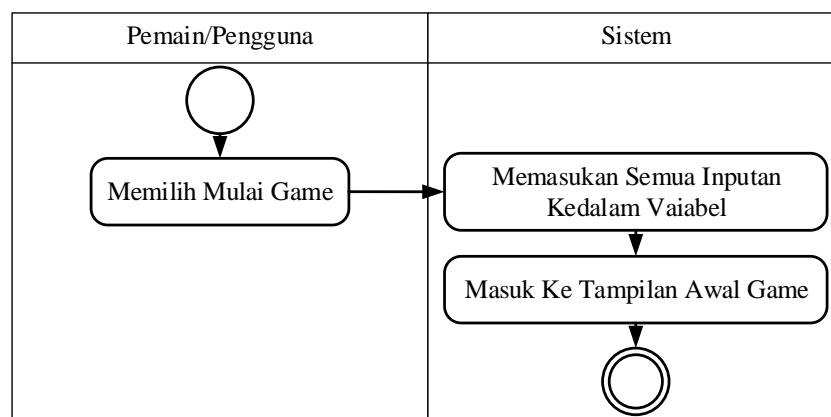 Pemain/Pengguna
Sistem
Memilih Mulai Game
Memasukan Semua Inputan
Kedalam Vaiabel
Masuk Ke Tampilan Awal Game